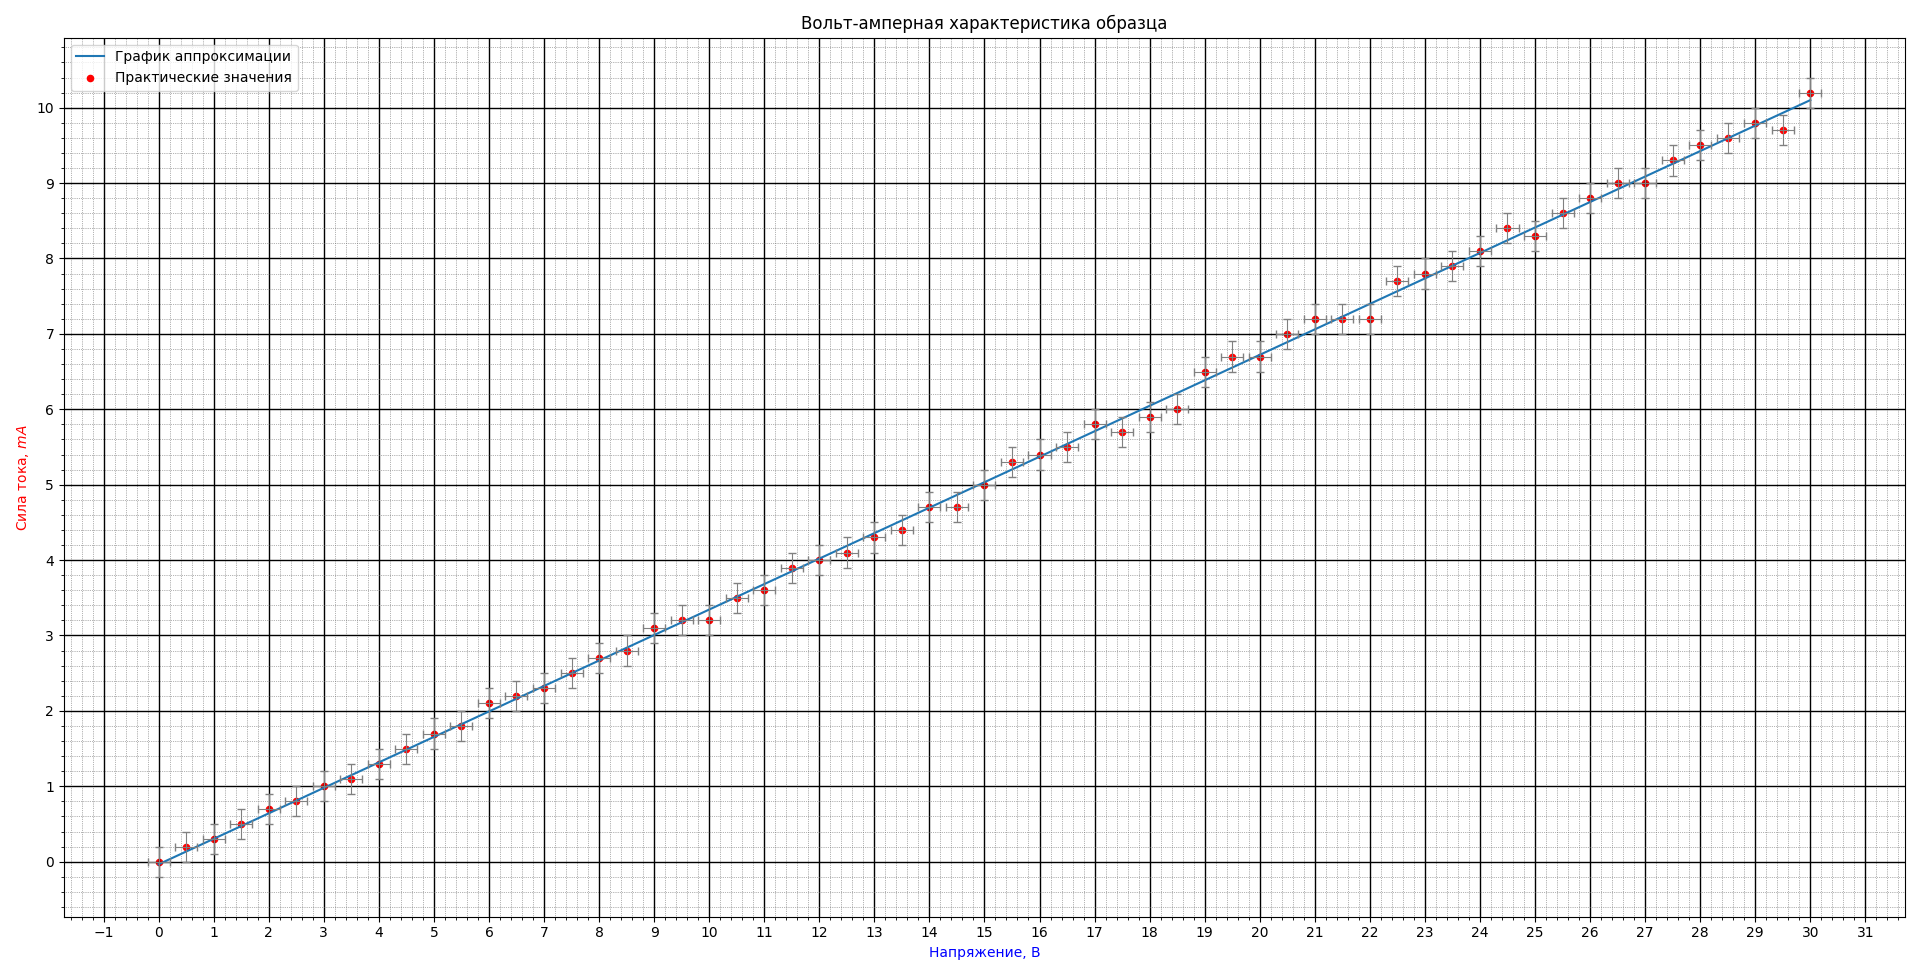 Вольт-амперная характеристика образца
График аппроксимации
Практические значения
Сила тока, mA
10
9
8
7
6
5
4
3
2
1
0
−1 0 1 2 3 4 5 6 7 8 9 10 11 12 13 14 15 16 17 18 19 20 21 22 23 24 25 26 27 28 29 30 31
Напряжение, В